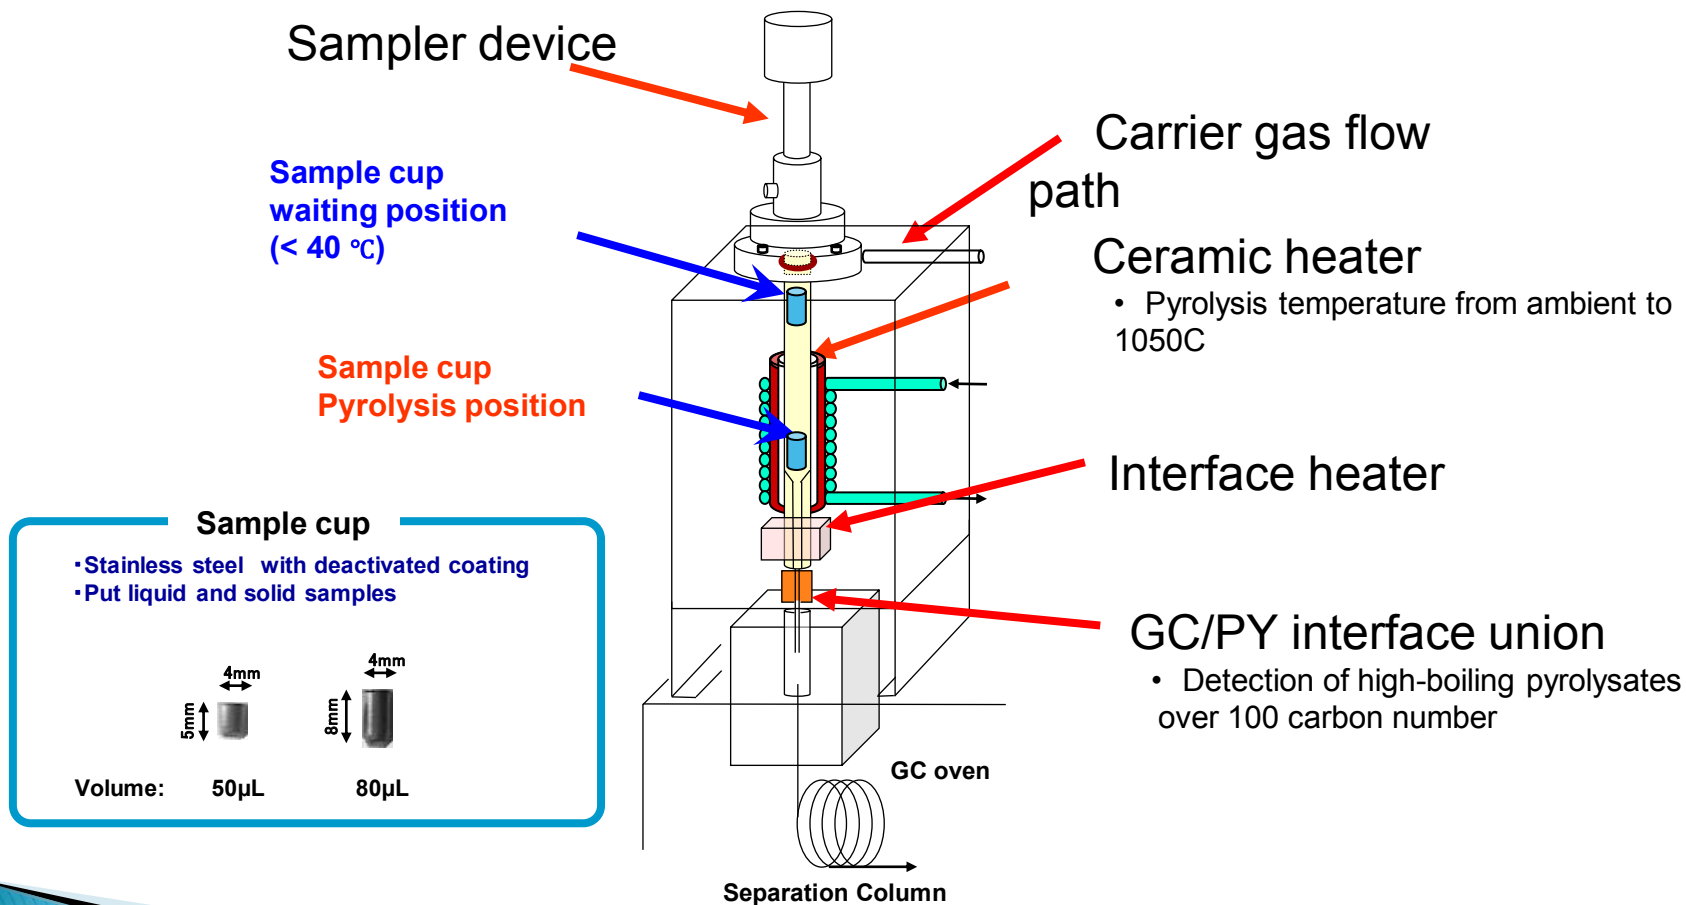 Sampler device
Carrier gas flow
path
Sample cup
waiting position
(< 40 ℃)
Ceramic heater
• Pyrolysis temperature from ambient to
1050C
Sample cup
Pyrolysis position
Interface heater
Sample cup
・Stainless steel with deactivated coating
・Put liquid and solid samples
4mm
5mm
4mm
8mm
Volume: 50µL 80µL
GC/PY interface union
• Detection of high-boiling pyrolysates
over 100 carbon number
GC oven
Separation Column